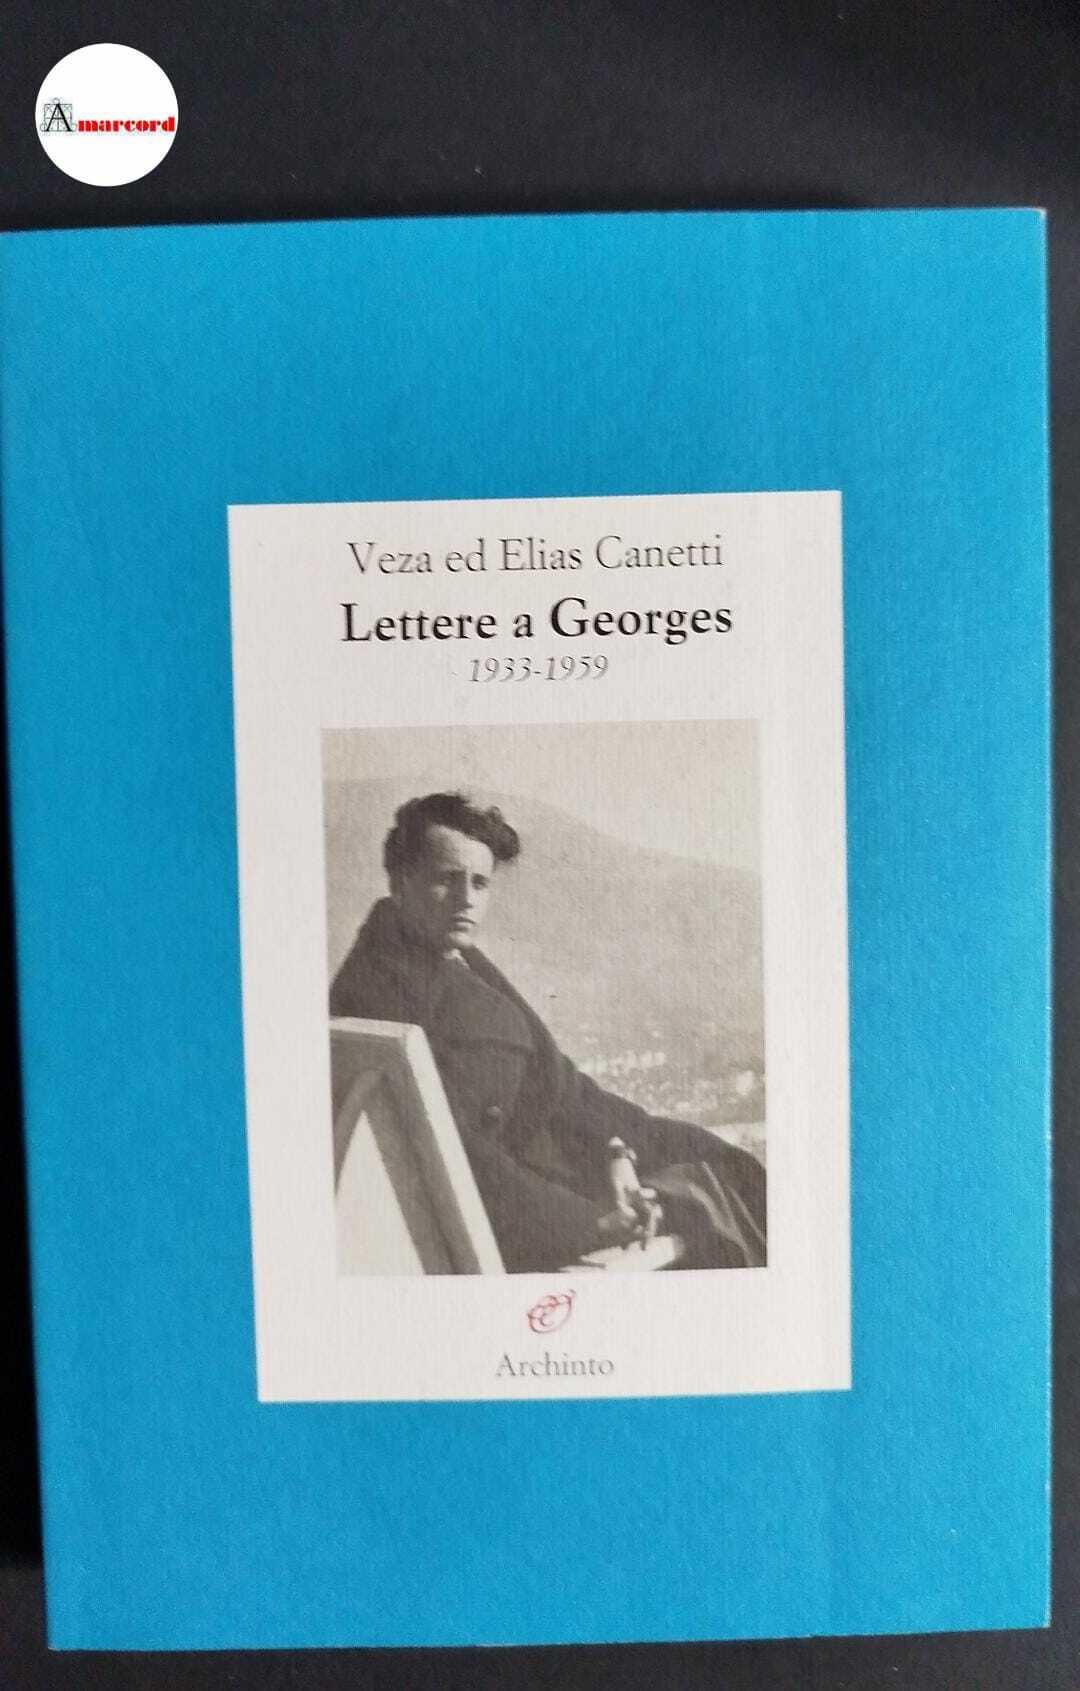 Amarcord
Veza ed Elias Canetti
Lettere a Georges
1933-1959
Archinto